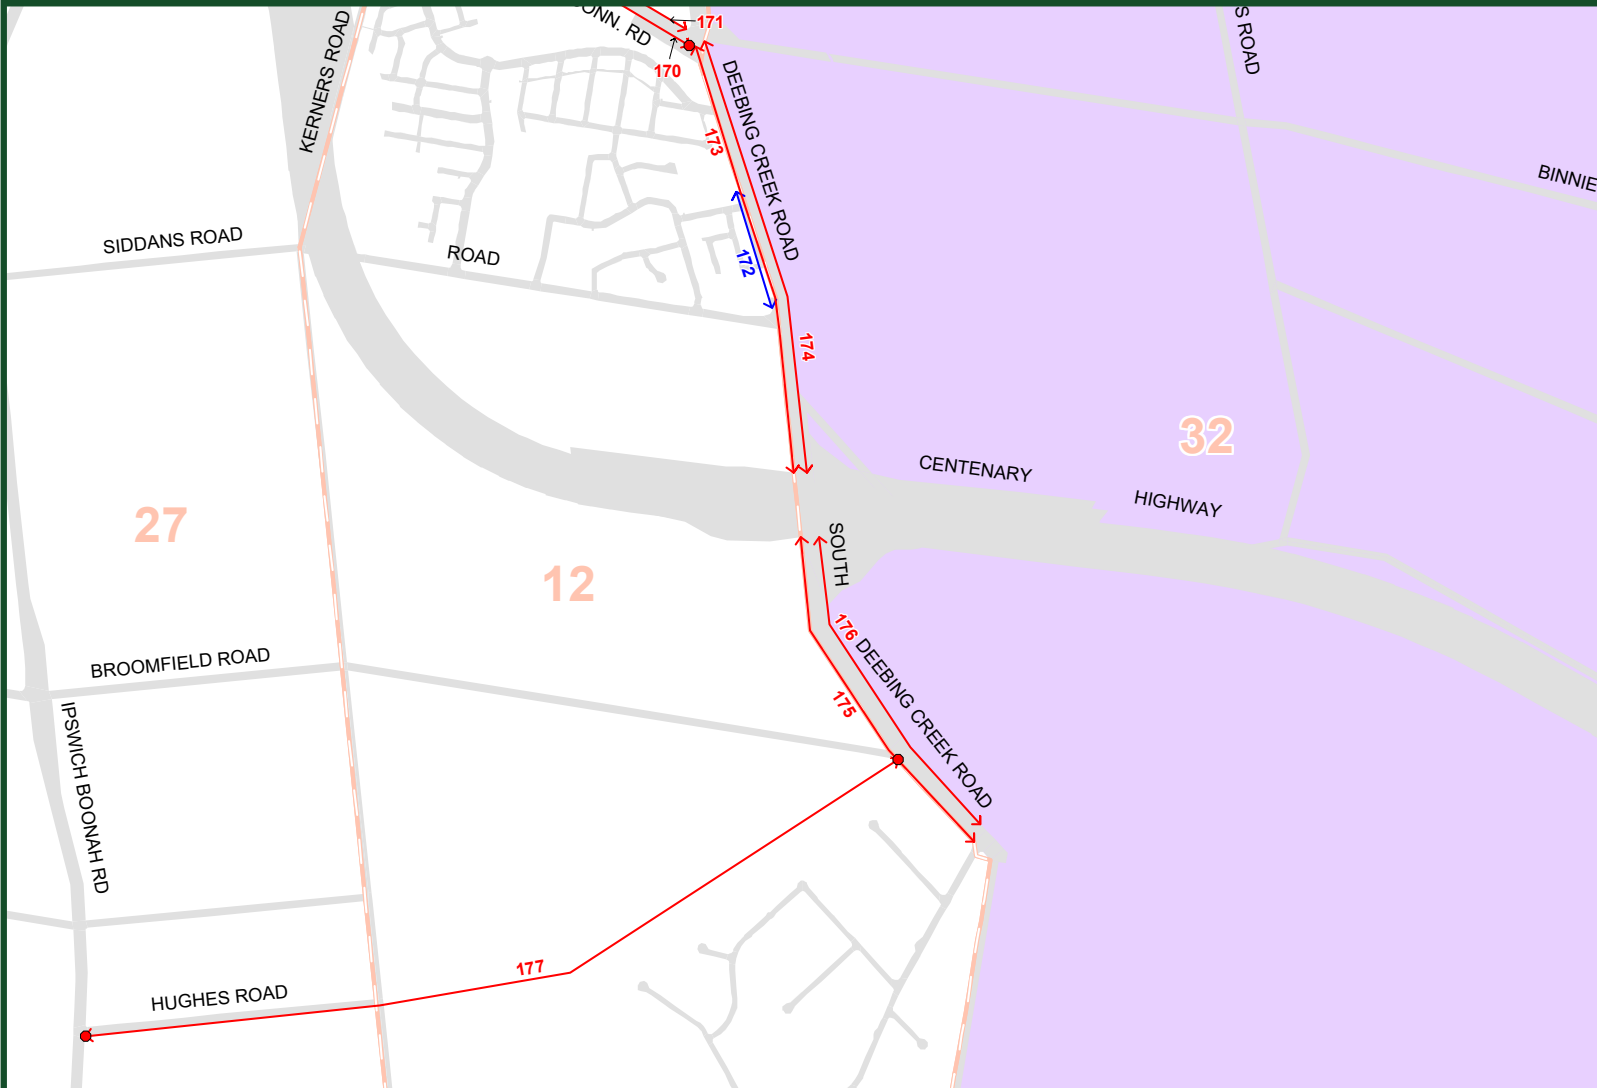 KERNERS ROAD
ONN. RD
171
170
S ROAD
DEEBING CREEK ROAD
173
BINNIE
SIDDANS ROAD
ROAD
172
174
32
CENTENARY
HIGHWAY
27
SOUTH
12
176
DEEBING CREEK ROAD
BROOMFIELD ROAD
175
IPSWICH BOONAH RD
177
HUGHES ROAD